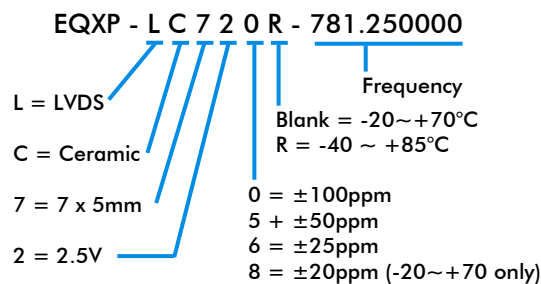 EQXP - L C 7 2 0 R - 781.250000
Frequency
L = LVDS
Blank = -20~+70°C
R = -40 ~ +85°C
C = Ceramic
7 = 7 x 5mm
0 = ±100ppm
5 + ±50ppm
6 = ±25ppm
2 = 2.5V
8 = ±20ppm (-20~+70 only)